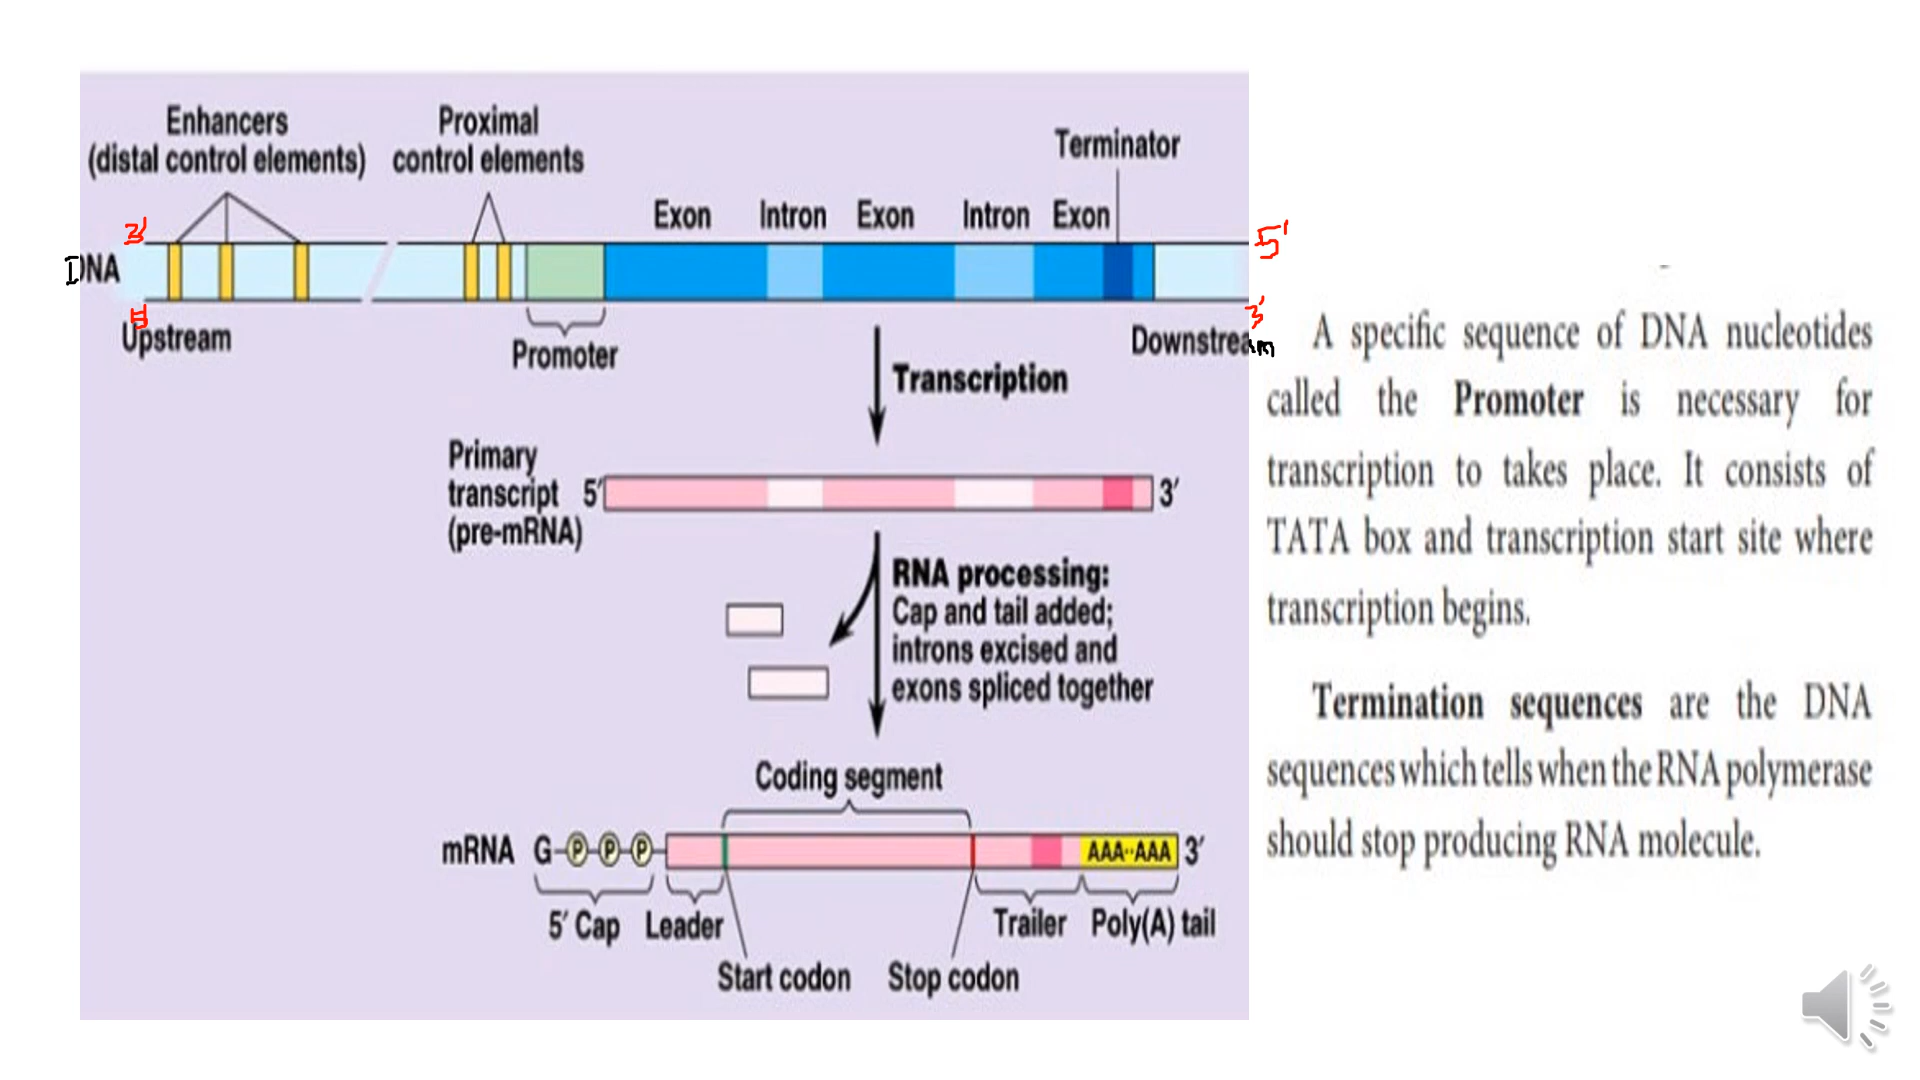 Enhancers
(distal control elements)
Proximal
control elements
Terminator
Exon Intron Exon Intron Exon
3' 5'
DNA
5' 3'
Upstream
Promoter
Downstream
Transcription
Primary
transcript 5′ 3′
(pre-mRNA)
RNA processing:
Cap and tail added;
introns excised and
exons spliced together
Coding segment
mRNA G-P-P-P AAA··AAA 3′
5′ Cap Leader Trailer Poly(A) tail
Start codon Stop codon
A specific sequence of DNA nucleotides
called the Promoter is necessary for
transcription to takes place. It consists of
TATA box and transcription start site where
transcription begins.
Termination sequences are the DNA
sequences which tells when the RNA polymerase
should stop producing RNA molecule.